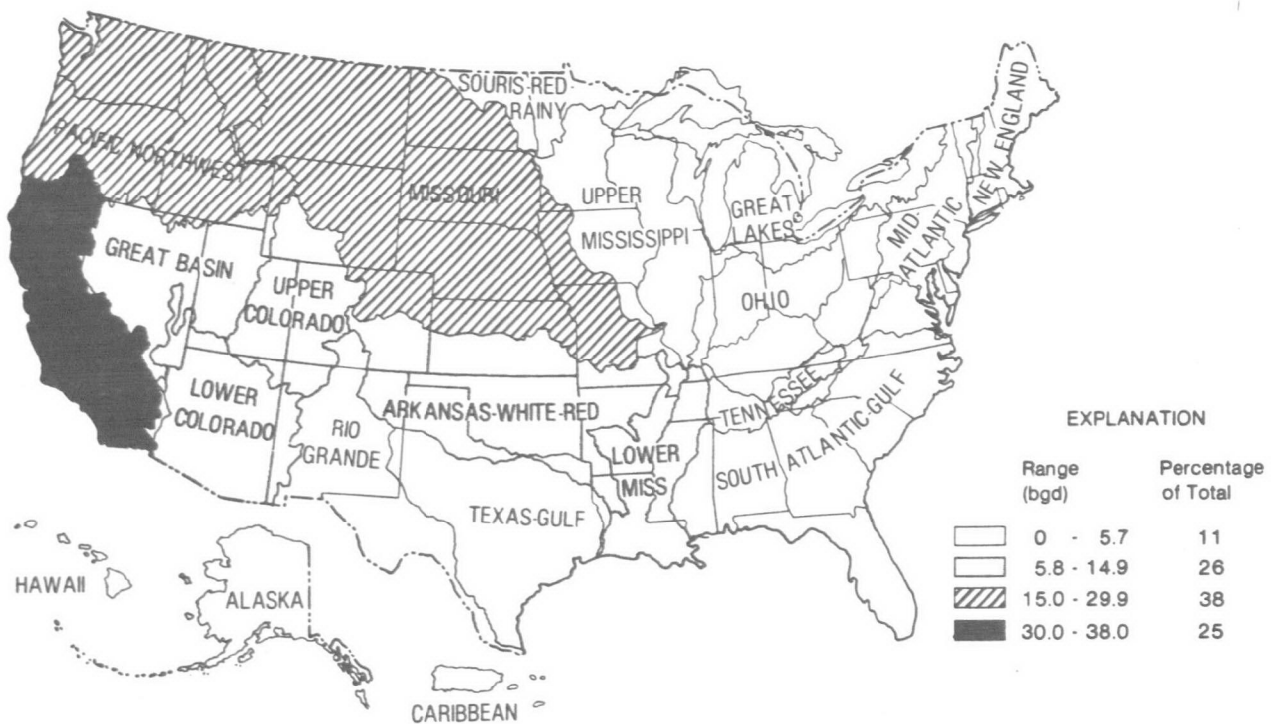 SOURIS-RED
RAINY
PACIFIC NORTHWEST
MISSOURI
UPPER
MISSISSIPPI
GREAT
LAKES
NEW ENGLAND
MID-
ATLANTIC
GREAT BASIN
UPPER
COLORADO
OHIO
LOWER
COLORADO
RIO
GRANDE
ARKANSAS-WHITE-RED
TENNESSEE
SOUTH ATLANTIC-GULF
LOWER
MISS
TEXAS-GULF
HAWAII
ALASKA
CARIBBEAN
EXPLANATION
Range Percentage
(bgd) of Total
0 - 5.7 11
5.8 - 14.9 26
15.0 - 29.9 38
30.0 - 38.0 25